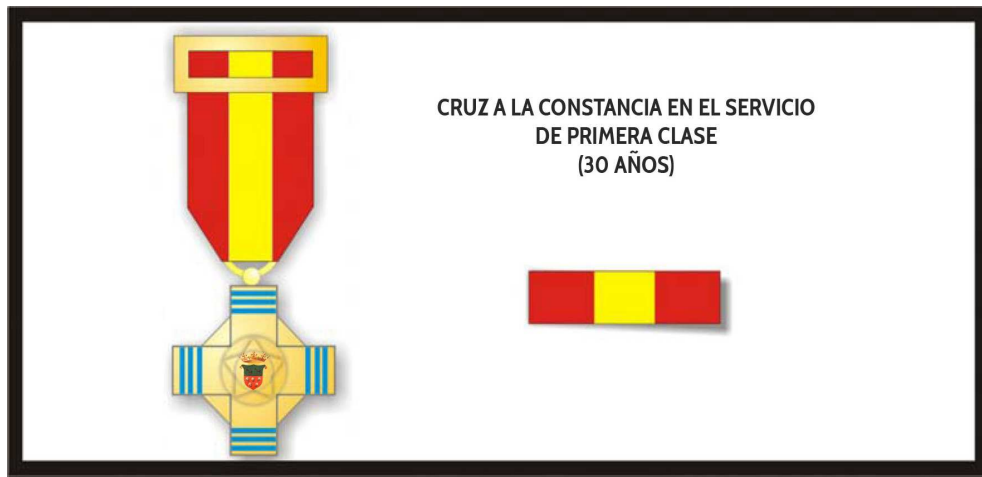 CRUZ A LA CONSTANCIA EN EL SERVICIO
DE PRIMERA CLASE
(30 AÑOS)